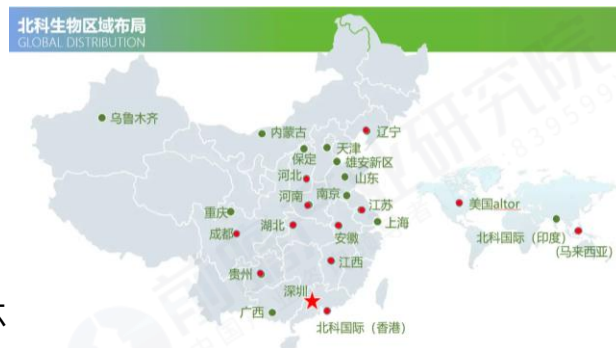 北科生物区域布局
GLOBAL DISTRIBUTION
乌鲁木齐
内蒙古
辽宁
天津
保定
雄安新区
河北
山东
河南
南京
江苏
重庆
成都
湖北
安徽
上海
江西
贵州
深圳
广西
北科国际（香港）
美国altor
北科国际（印度）
(马来西亚)